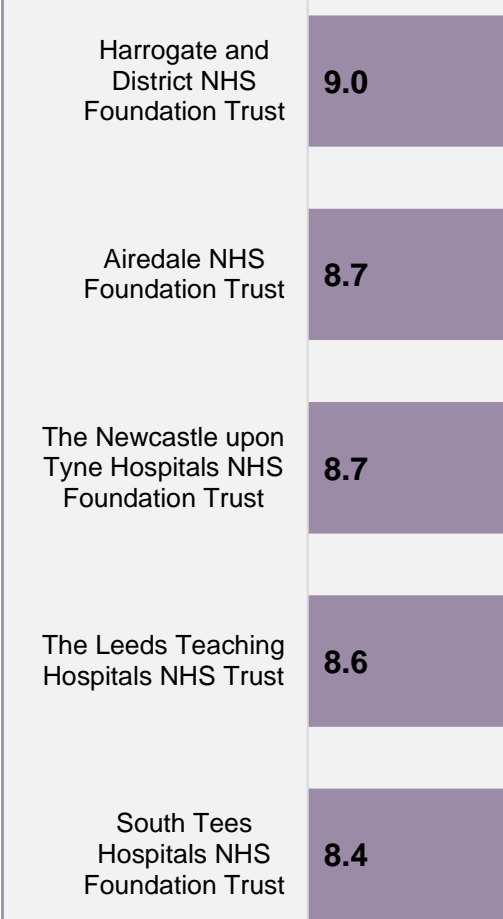 Harrogate and
District NHS
Foundation Trust
9.0
Airedale NHS
Foundation Trust
8.7
The Newcastle upon
Tyne Hospitals NHS
Foundation Trust
8.7
The Leeds Teaching
Hospitals NHS Trust
8.6
South Tees
Hospitals NHS
Foundation Trust
8.4